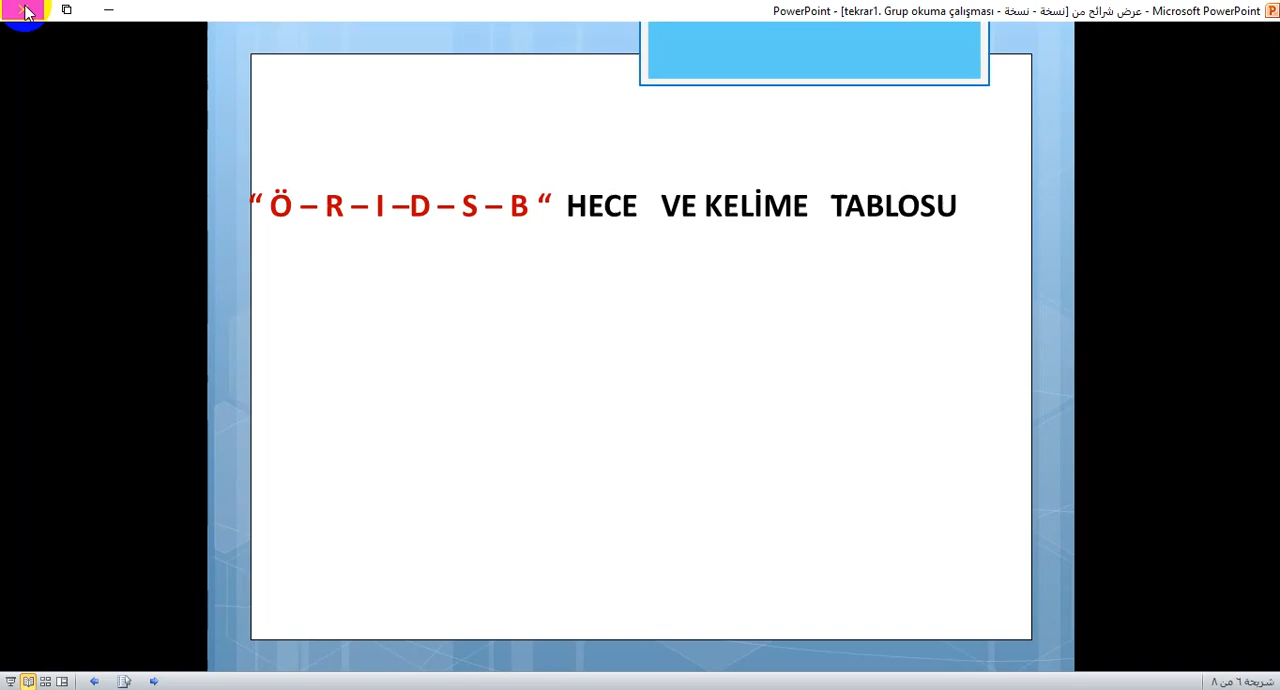 PowerPoint - [tekrar1. Grup okuma çalışması - نسخة - نسخة] عرض شرائح من - Microsoft PowerPoint
“ Ö – R – I –D – S – B “ HECE VE KELİME TABLOSU
شريحة ٦ من ٨